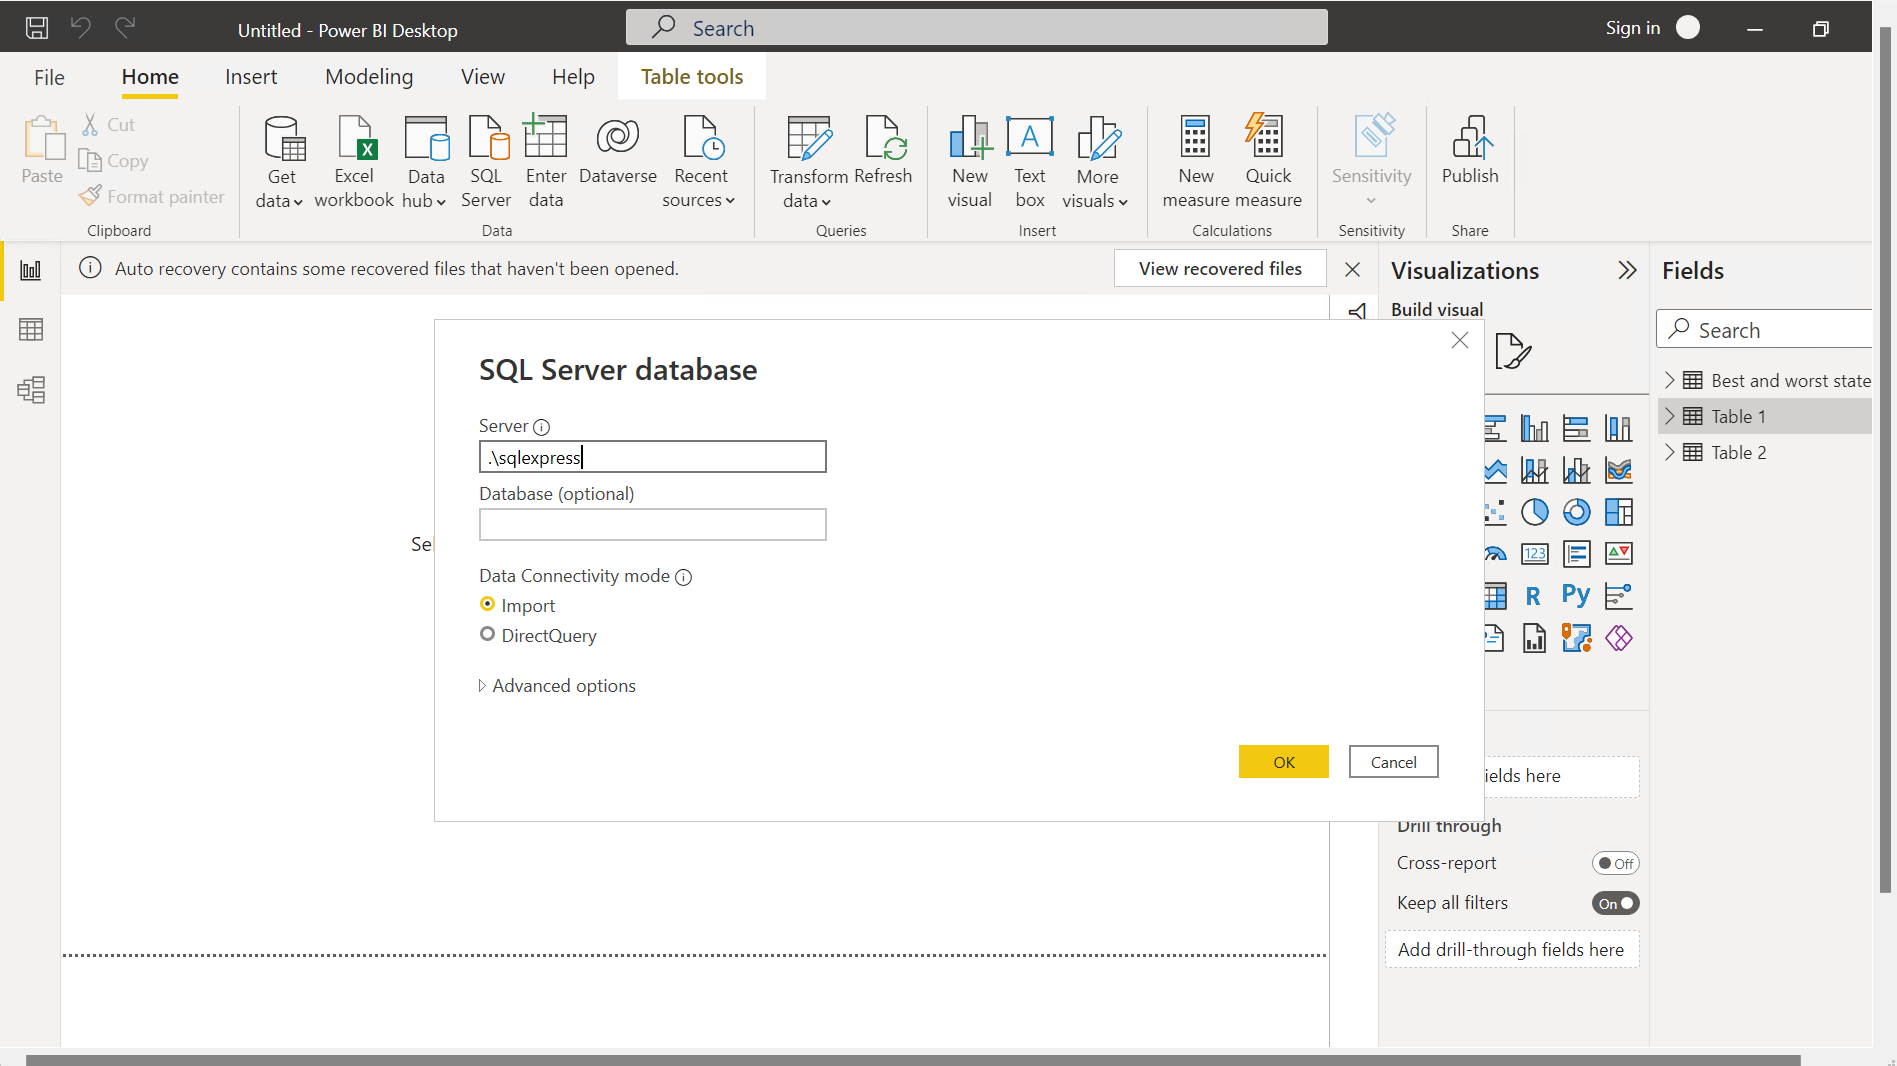 Untitled - Power BI Desktop
Search
Sign in
File
Home
Insert
Modeling
View
Help
Table tools
Paste
Cut
Copy
Format painter
Clipboard
Get data
Excel workbook
Data hub
SQL Server
Enter data
Dataverse
Recent sources
Data
Transform data
Refresh
Queries
New visual
Text box
More visuals
Insert
New measure
Quick measure
Calculations
Sensitivity
Sensitivity
Publish
Share
Auto recovery contains some recovered files that haven't been opened.
View recovered files
Sel
SQL Server database
Server
.\sqlexpress
Database (optional)
Data Connectivity mode
Import
DirectQuery
Advanced options
OK
Cancel
Visualizations
Build visual
123
R
Py
ields here
Drill through
Cross-report
Off
Keep all filters
On
Add drill-through fields here
Fields
Search
Best and worst state
Table 1
Table 2